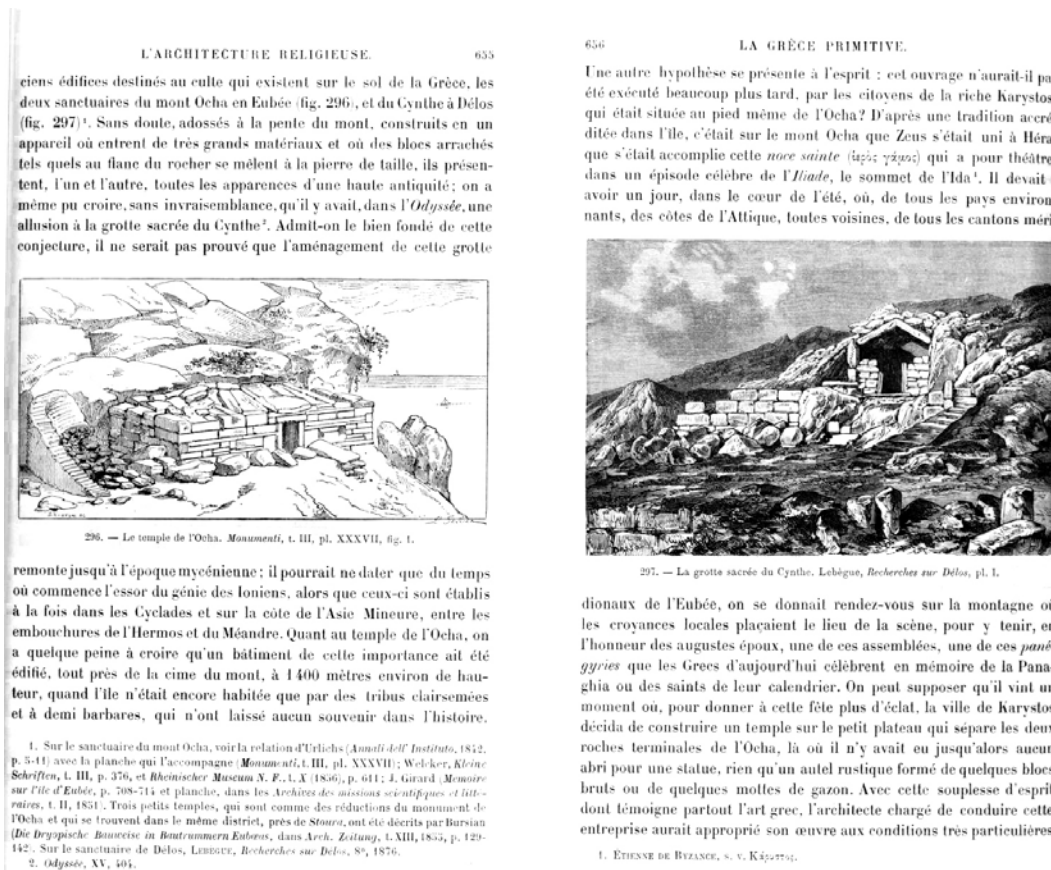 L'ARCHITECTURE RELIGIEUSE. 655
ciens édifices destinés au culte qui existent sur le sol de la Grèce, les
deux sanctuaires du mont Ocha en Eubée (fig. 296), et du Cynthe à Délos
(fig. 297)¹. Sans doute, adossés à la pente du mont, construits en un
appareil où entrent de très grands matériaux et où des blocs arrachés
tels quels au flanc du rocher se mêlent à la pierre de taille, ils présen-
tent, l'un et l'autre, toutes les apparences d'une haute antiquité; on a
même pu croire, sans invraisemblance, qu'il y avait, dans l'Odyssée, une
allusion à la grotte sacrée du Cynthe². Admît-on le bien fondé de cette
conjecture, il ne serait pas prouvé que l'aménagement de cette grotte
296. — Le temple de l'Ocha. Monumenti, t. III, pl. XXXVII, fig. 1.
remonte jusqu'à l'époque mycénienne; il pourrait ne dater que du temps
où commence l'essor du génie des Ioniens, alors que ceux-ci sont établis
à la fois dans les Cyclades et sur la côte de l'Asie Mineure, entre les
embouchures de l'Hermos et du Méandre. Quant au temple de l'Ocha, on
a quelque peine à croire qu'un bâtiment de cette importance ait été
édifié, tout près de la cime du mont, à 1400 mètres environ de hau-
teur, quand l'île n'était encore habitée que par des tribus clairsemées
et à demi barbares, qui n'ont laissé aucun souvenir dans l'histoire.
1. Sur le sanctuaire du mont Ocha, voir la relation d'Urlichs (Annali dell' Instituto, 1842,
p. 5-11) avec la planche qui l'accompagne (Monumenti, t. III, pl. XXXVII); Welcker, Kleine
Schriften, t. III, p. 376, et Rheinischer Museum N. F., t. X (1856), p. 611; J. Girard (Mémoire
sur l'île d'Eubée, p. 708-714 et planche, dans les Archives des missions scientifiques et litté-
raires, t. II, 1851). Trois petits temples, qui sont comme des réductions du monument de
l'Ocha et qui se trouvent dans le même district, près de Stoura, ont été décrits par Bursian
(Die Dryopische Bauweise in Bautrummern Eubœas, dans Arch. Zeitung, t. XIII, 1855, p. 129-
142). Sur le sanctuaire de Délos, LEBÈGUE, Recherches sur Délos, 8°, 1876.
2. Odyssée, XV, 404.
656 LA GRÈCE PRIMITIVE.
Une autre hypothèse se présente à l'esprit : cet ouvrage n'aurait-il pa
été exécuté beaucoup plus tard, par les citoyens de la riche Karystos
qui était située au pied même de l'Ocha? D'après une tradition accré
ditée dans l'île, c'était sur le mont Ocha que Zeus s'était uni à Héra
que s'était accomplie cette noce sainte (ἱερὸς γάμος) qui a pour théâtre
dans un épisode célèbre de l'Iliade, le sommet de l'Ida¹. Il devait
avoir un jour, dans le cœur de l'été, où, de tous les pays environ
nants, des côtes de l'Attique, toutes voisines, de tous les cantons méri
297. — La grotte sacrée du Cynthe. Lebègue, Recherches sur Délos, pl. I.
dionaux de l'Eubée, on se donnait rendez-vous sur la montagne où
les croyances locales plaçaient le lieu de la scène, pour y tenir, en
l'honneur des augustes époux, une de ces assemblées, une de ces pané
gyries que les Grecs d'aujourd'hui célèbrent en mémoire de la Pana
ghia ou des saints de leur calendrier. On peut supposer qu'il vint un
moment où, pour donner à cette fête plus d'éclat, la ville de Karystos
décida de construire un temple sur le petit plateau qui sépare les deux
roches terminales de l'Ocha, là où il n'y avait eu jusqu'alors aucun
abri pour une statue, rien qu'un autel rustique formé de quelques blocs
bruts ou de quelques mottes de gazon. Avec cette souplesse d'esprit
dont témoigne partout l'art grec, l'architecte chargé de conduire cette
entreprise aurait approprié son œuvre aux conditions très particulières
1. ÉTIENNE DE BYZANCE, s. v. Κάρυστος.